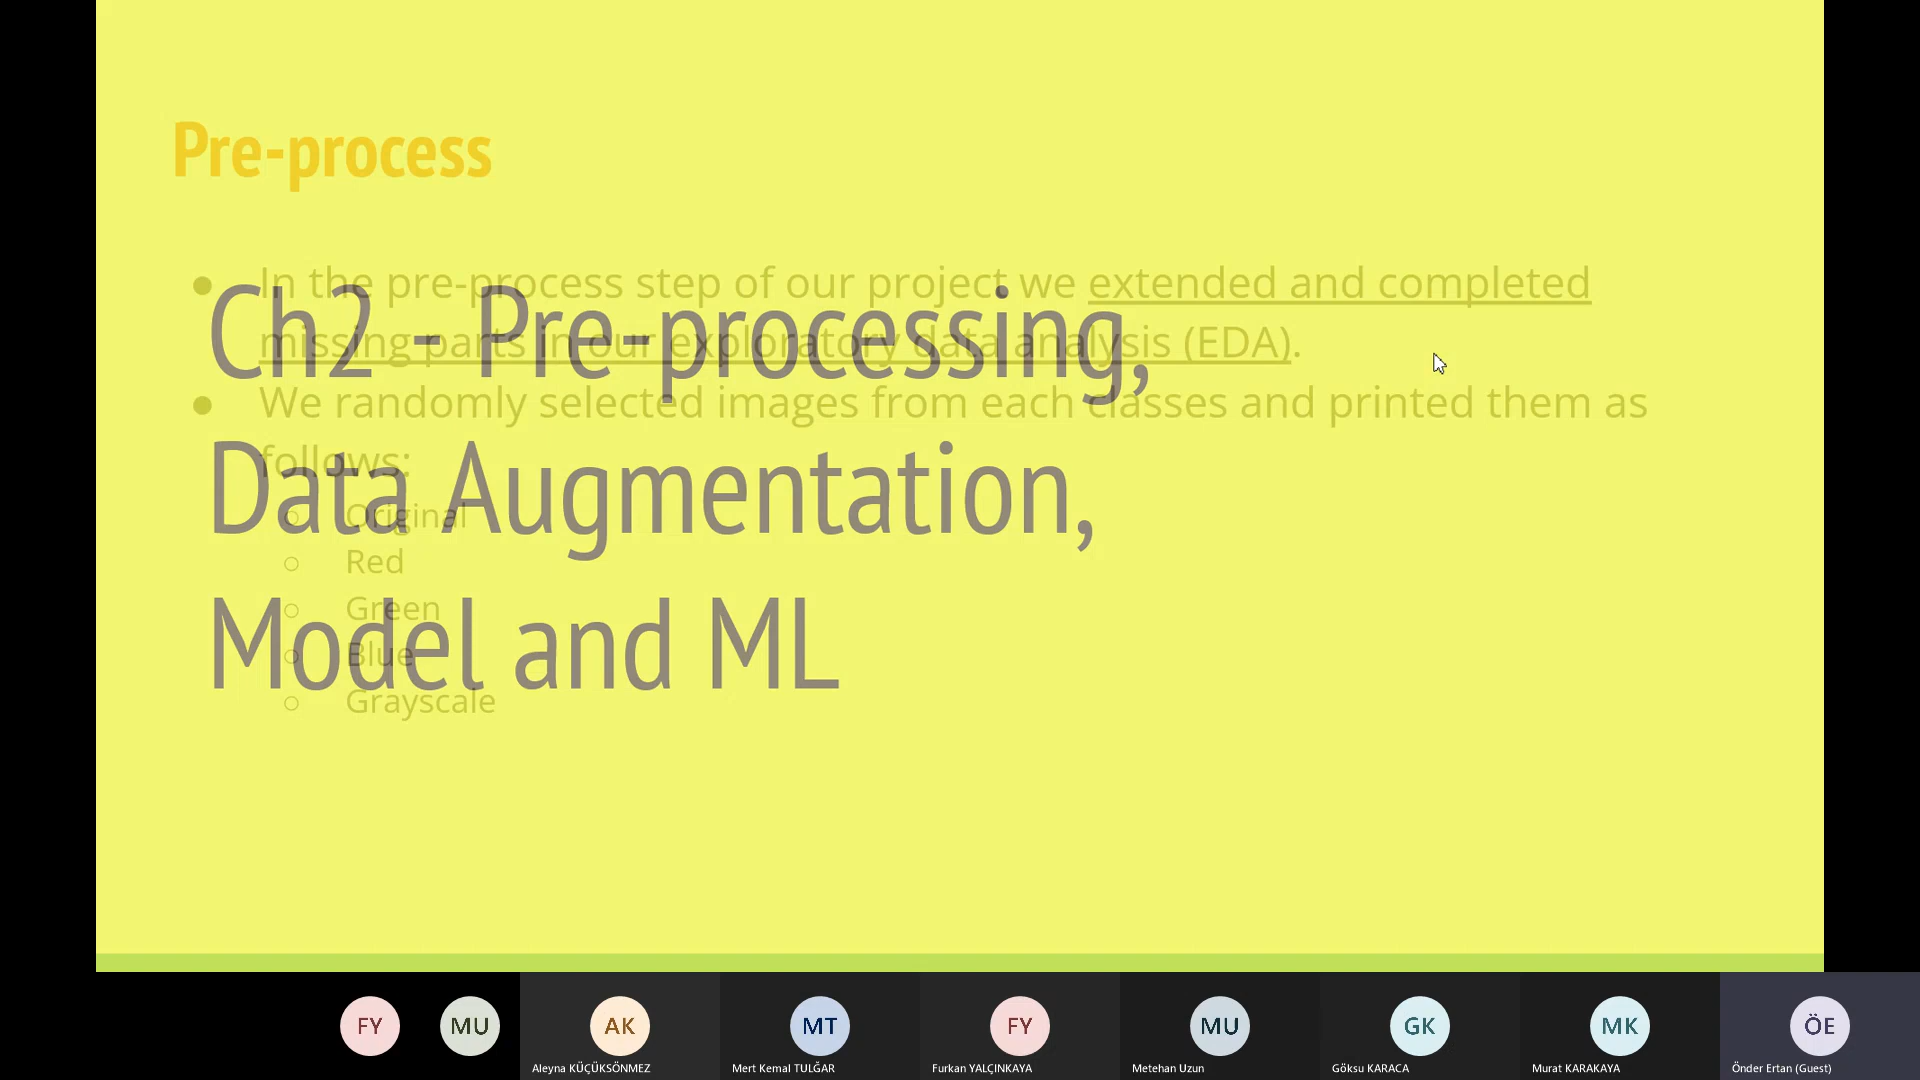 Pre-process
● In the pre-process step of our project we extended and completed
missing parts in our exploratory data analysis (EDA).
● We randomly selected images from each classes and printed them as
follows:
○ Original
○ Red
○ Green
○ Blue
○ Grayscale
Ch2 - Pre-processing,
Data Augmentation,
Model and ML
FY
MU
AK
Aleyna KÜÇÜKSÖNMEZ
MT
Mert Kemal TULĞAR
FY
Furkan YALÇINKAYA
MU
Metehan Uzun
GK
Göksu KARACA
MK
Murat KARAKAYA
ÖE
Önder Ertan (Guest)